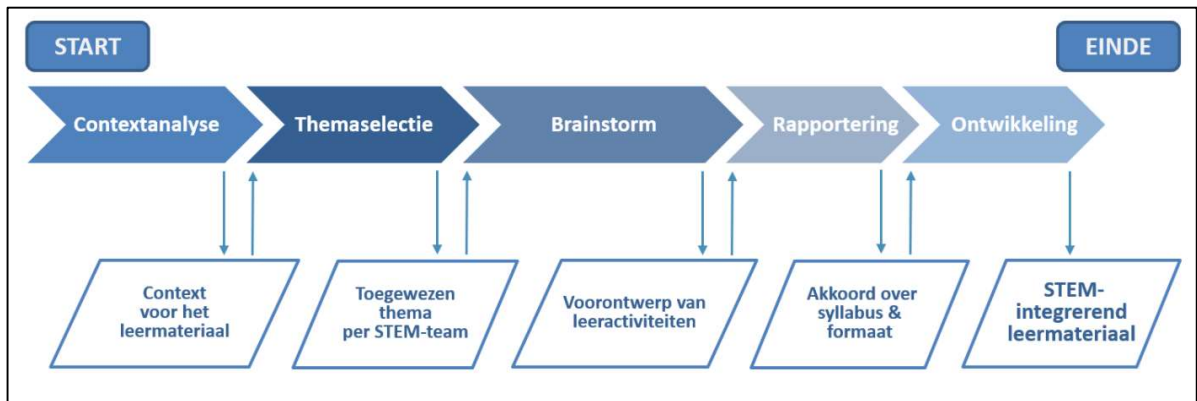 START
EINDE
Contextanalyse
Themaselectie
Brainstorm
Rapportering
Ontwikkeling
Context
voor het
leermateriaal
Toegewezen
thema
per STEM-team
Voorontwerp van
leeractiviteiten
Akkoord over
syllabus &
formaat
STEM-
integrerend
leermateriaal